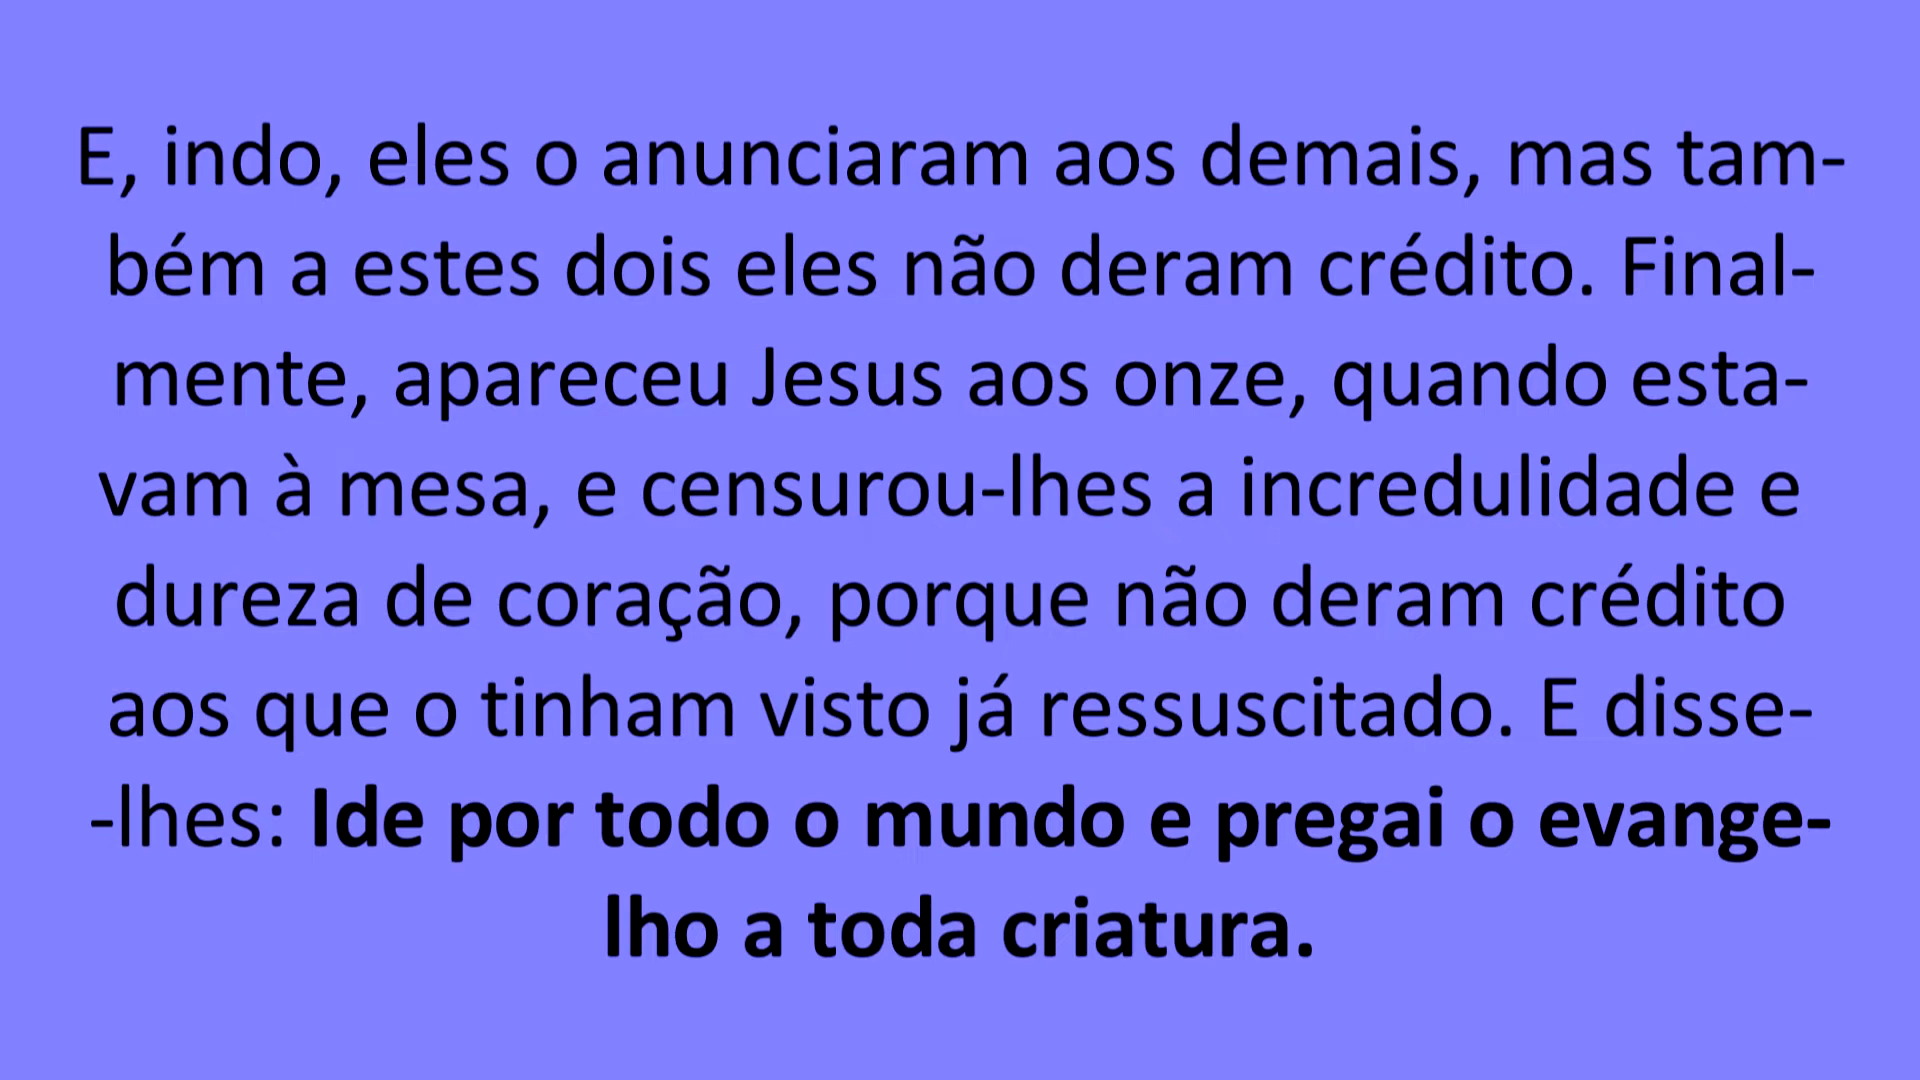 E, indo, eles o anunciaram aos demais, mas tam-
bém a estes dois eles não deram crédito. Final-
mente, apareceu Jesus aos onze, quando esta-
vam à mesa, e censurou-lhes a incredulidade e
dureza de coração, porque não deram crédito
aos que o tinham visto já ressuscitado. E disse-
-lhes: Ide por todo o mundo e pregai o evange-
lho a toda criatura.